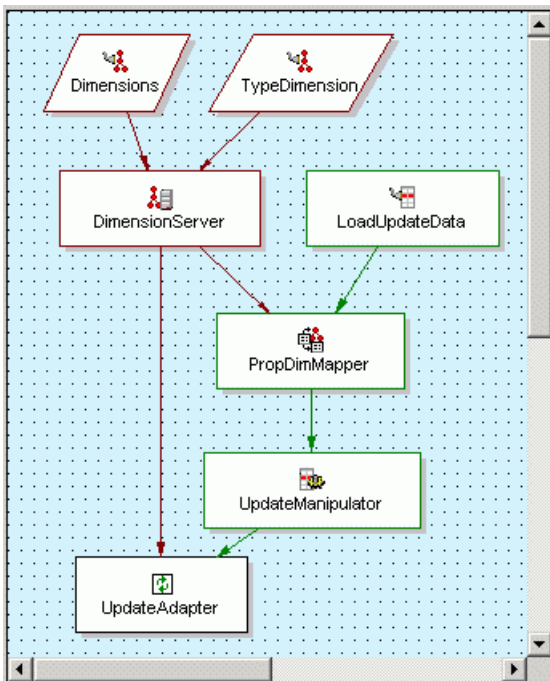 Dimensions
TypeDimension
DimensionServer
LoadUpdateData
PropDimMapper
UpdateManipulator
UpdateAdapter